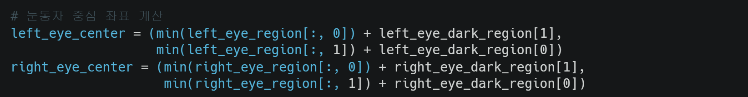 # 눈동자 중심 좌표 계산
left_eye_center = (min(left_eye_region[:, 0]) + left_eye_dark_region[1],
min(left_eye_region[:, 1]) + left_eye_dark_region[0])
right_eye_center = (min(right_eye_region[:, 0]) + right_eye_dark_region[1],
min(right_eye_region[:, 1]) + right_eye_dark_region[0])